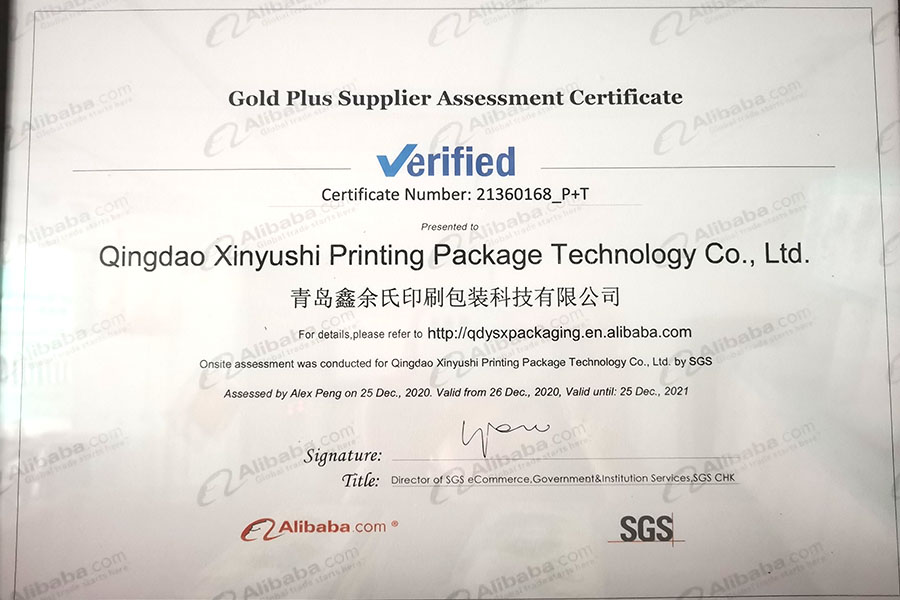 Gold Plus Supplier Assessment Certificate
Verified
Certificate Number: 21360168_P+T
Presented to
Qingdao Xinyushi Printing Package Technology Co., Ltd.
青岛鑫余氏印刷包装科技有限公司
For details,please refer to http://qdysxpackaging.en.alibaba.com
Onsite assessment was conducted for Qingdao Xinyushi Printing Package Technology Co., Ltd. by SGS
Assessed by Alex Peng on 25 Dec., 2020. Valid from 26 Dec., 2020, Valid until: 25 Dec., 2021
Signature:
Title: Director of SGS eCommerce,Government&Institution Services,SGS CHK
Alibaba.com ®
SGS